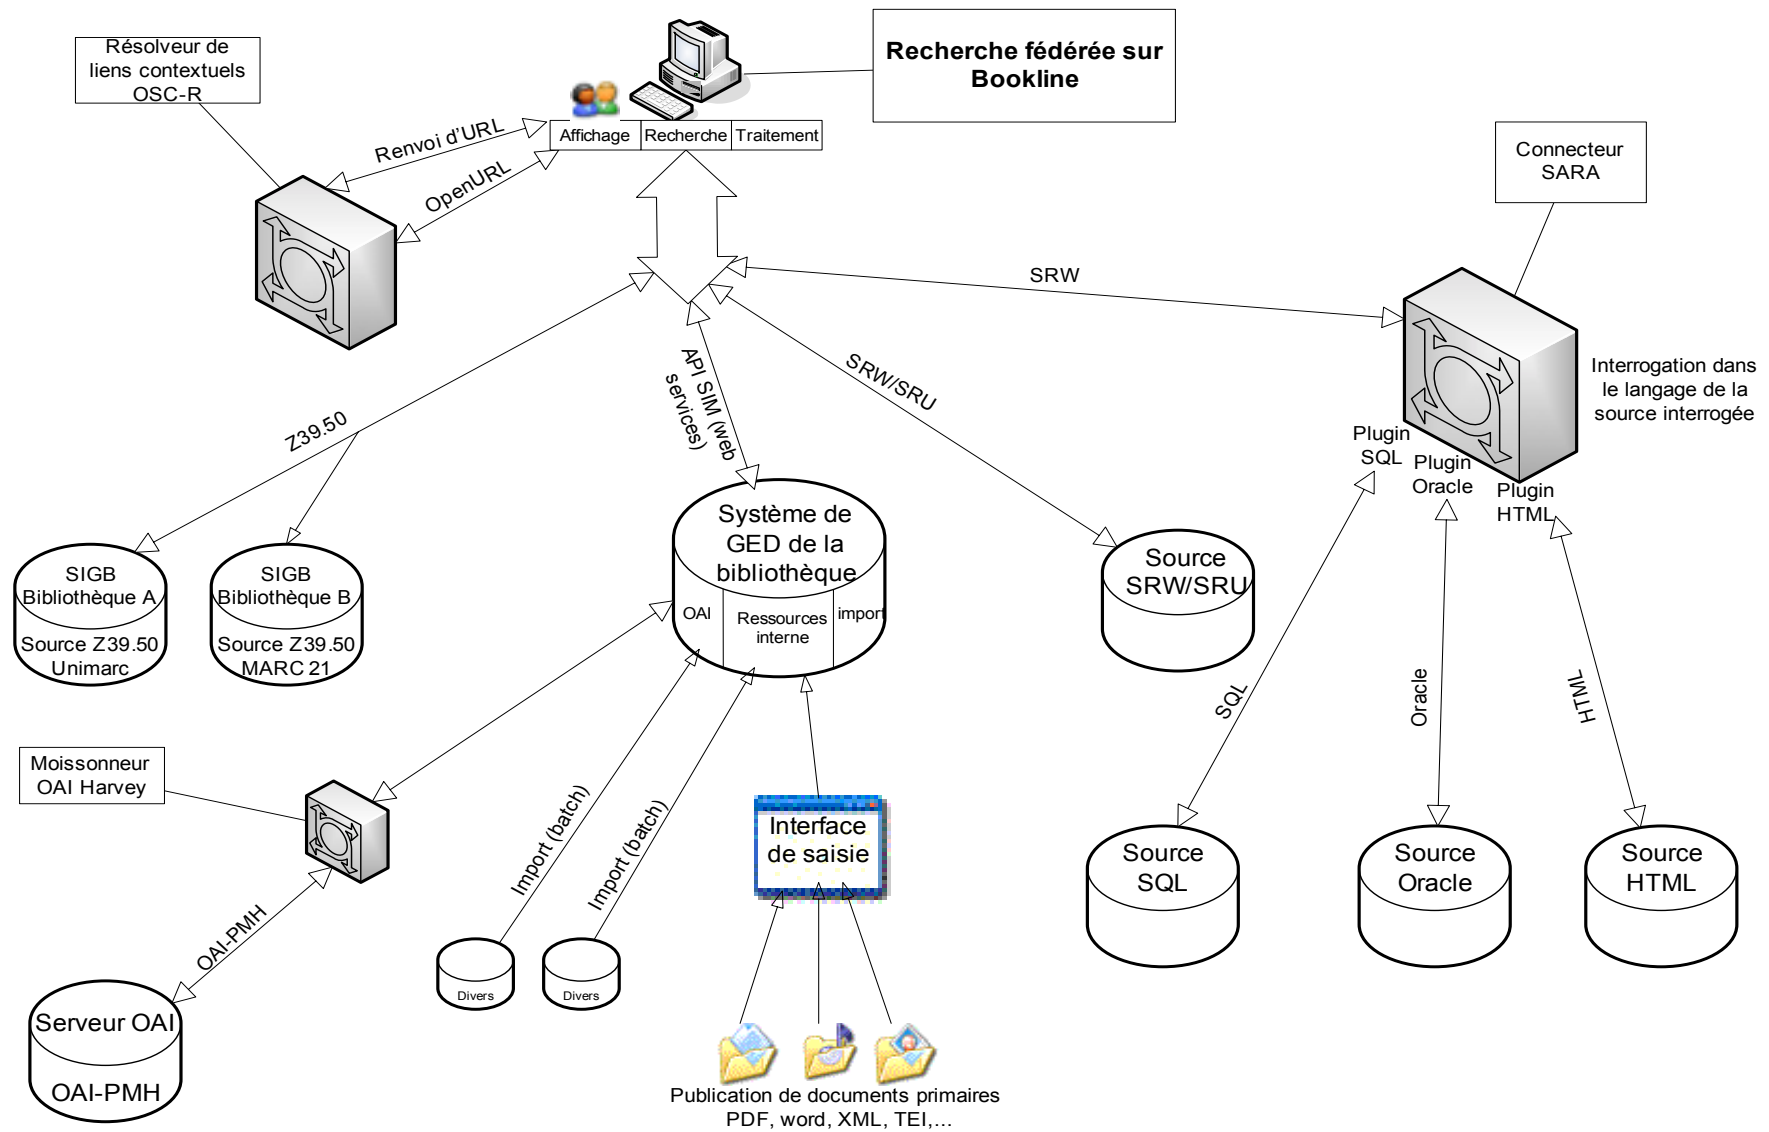 Résolveur de
liens contextuels
OSC-R
Recherche fédérée sur
Bookline
Affichage
Recherche
Traitement
Renvoi d'URL
OpenURL
Connecteur
SARA
SRW
Interrogation dans
le langage de la
source interrogée
Z39.50
API SIM (web
services)
SRW/SRU
Plugin
SQL
Plugin
Oracle
Plugin
HTML
SIGB
Bibliothèque A
Source Z39.50
Unimarc
SIGB
Bibliothèque B
Source Z39.50
MARC 21
Système de
GED de la
bibliothèque
OAI
Ressources
interne
import
Source
SRW/SRU
SQL
Oracle
HTML
Moissonneur
OAI Harvey
Import (batch)
Import (batch)
Interface
de saisie
Source
SQL
Source
Oracle
Source
HTML
OAI-PMH
Divers
Divers
Serveur OAI
OAI-PMH
Publication de documents primaires
PDF, word, XML, TEI,...